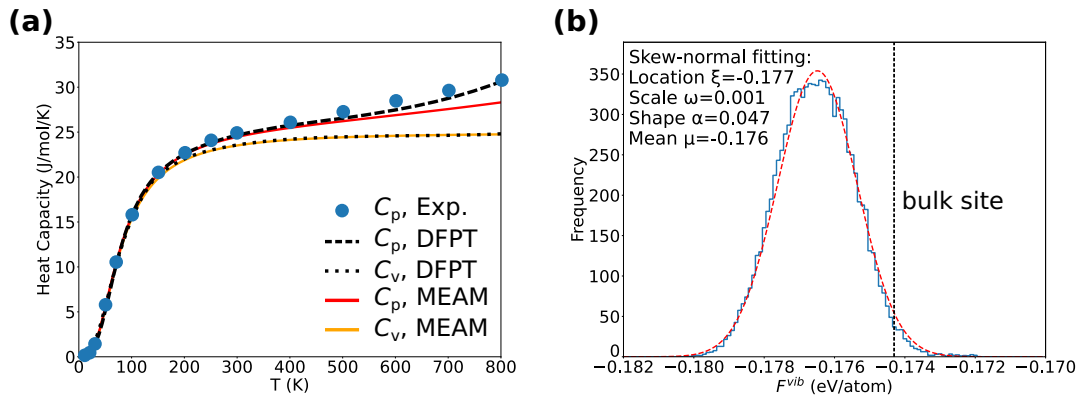 (a)
Heat Capacity (J/mol/K)
35
30
25
20
15
10
5
0
0 100 200 300 400 500 600 700 800
T (K)
Cp, Exp.
Cp, DFPT
Cv, DFPT
Cp, MEAM
Cv, MEAM
(b)
Frequency
350
300
250
200
150
100
50
0
Skew-normal fitting:
Location ξ=-0.177
Scale ω=0.001
Shape α=0.047
Mean μ=-0.176
bulk site
−0.182 −0.180 −0.178 −0.176 −0.174 −0.172 −0.170
Fvib (eV/atom)